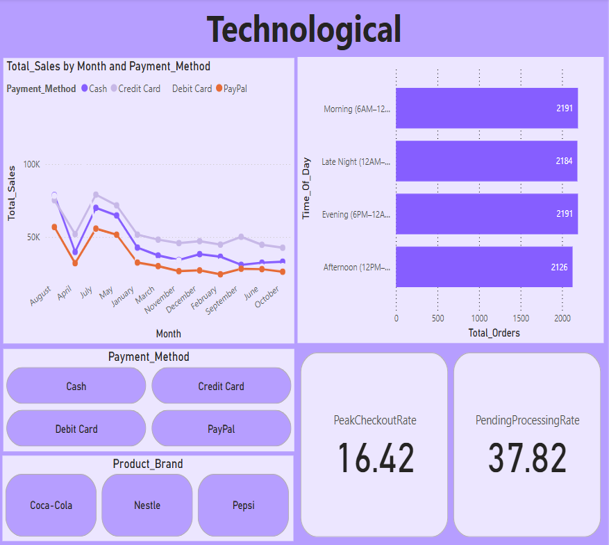 Technological
Total_Sales by Month and Payment_Method
Payment_Method Cash Credit Card Debit Card PayPal
Total_Sales
100K
50K
August
April
July
May
January
March
November
December
February
September
June
October
Month
Time_Of_Day
Morning (6AM–12...
2191
Late Night (12AM–...
2184
Evening (6PM–12A...
2191
Afternoon (12PM–...
2126
0 500 1000 1500 2000
Total_Orders
Payment_Method
Cash Credit Card
Debit Card PayPal
Product_Brand
Coca-Cola Nestle Pepsi
PeakCheckoutRate
16.42
PendingProcessingRate
37.82